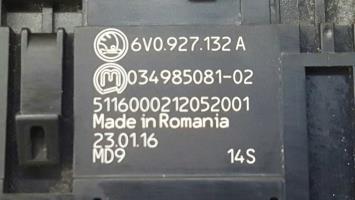 6V0.927.132 A
034985081-02
5116000212052001
Made in Romania
23.01.16
MD9 14S